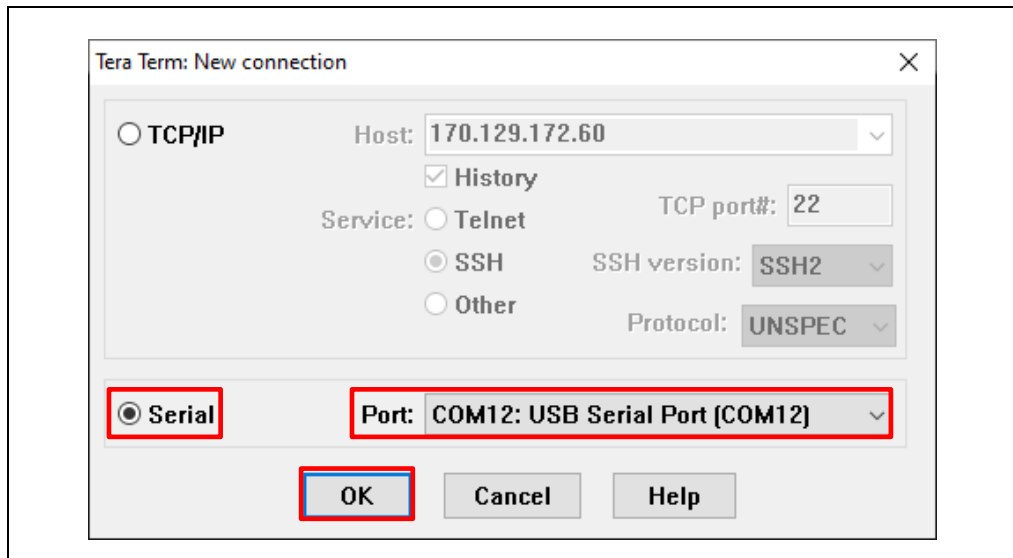 Tera Term: New connection
TCP/IP Host: 170.129.172.60
History
Service: Telnet TCP port#: 22
SSH SSH version: SSH2
Other Protocol: UNSPEC
Serial Port: COM12: USB Serial Port (COM12)
OK Cancel Help